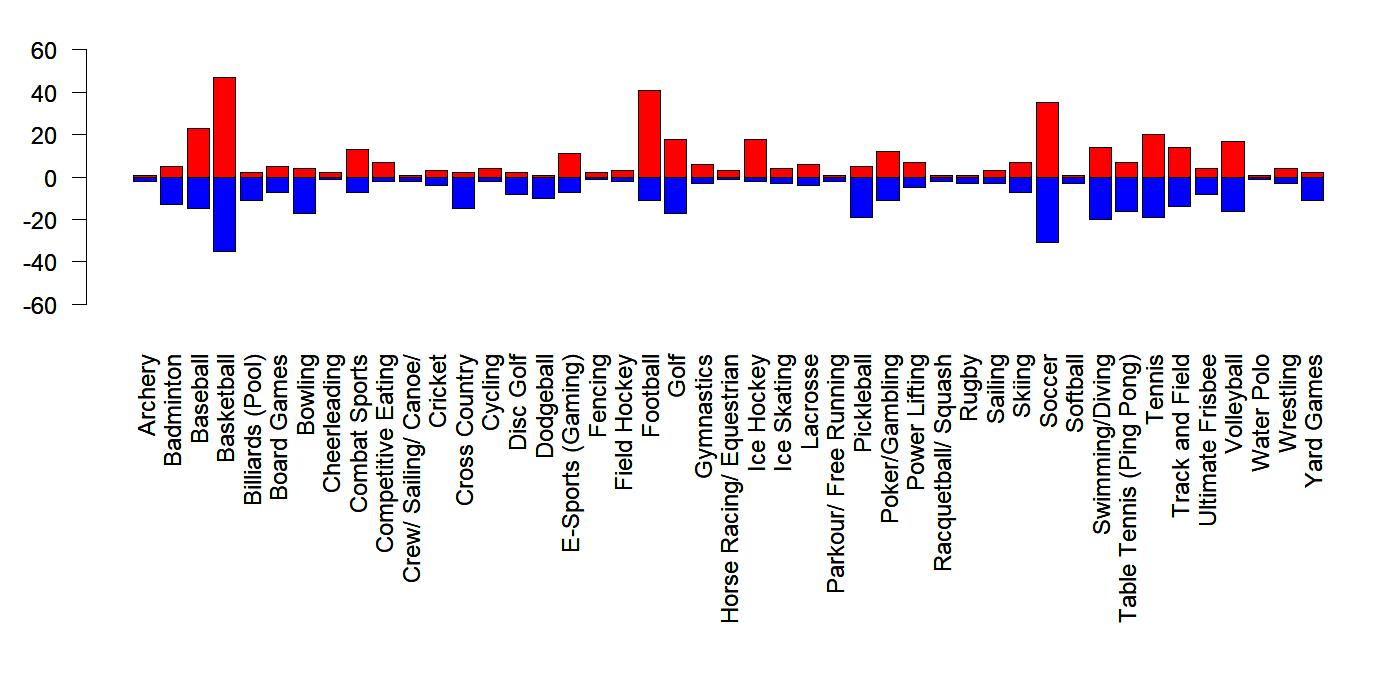 60
40
20
0
-20
-40
-60
Archery
Badminton
Baseball
Basketball
Billiards (Pool)
Board Games
Bowling
Cheerleading
Combat Sports
Competitive Eating
Crew/ Sailing/ Canoe/
Cricket
Cross Country
Cycling
Disc Golf
Dodgeball
E-Sports (Gaming)
Fencing
Field Hockey
Football
Golf
Gymnastics
Horse Racing/ Equestrian
Ice Hockey
Ice Skating
Lacrosse
Parkour/ Free Running
Pickleball
Poker/Gambling
Power Lifting
Racquetball/ Squash
Rugby
Sailing
Skiing
Soccer
Softball
Swimming/Diving
Table Tennis (Ping Pong)
Tennis
Track and Field
Ultimate Frisbee
Volleyball
Water Polo
Wrestling
Yard Games